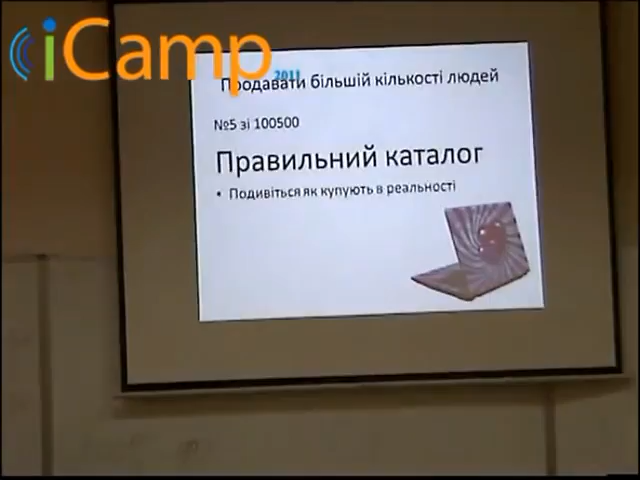 iCamp
2011
Продавати більшій кількості людей
№5 зі 100500
Правильний каталог
• Подивіться як купують в реальності